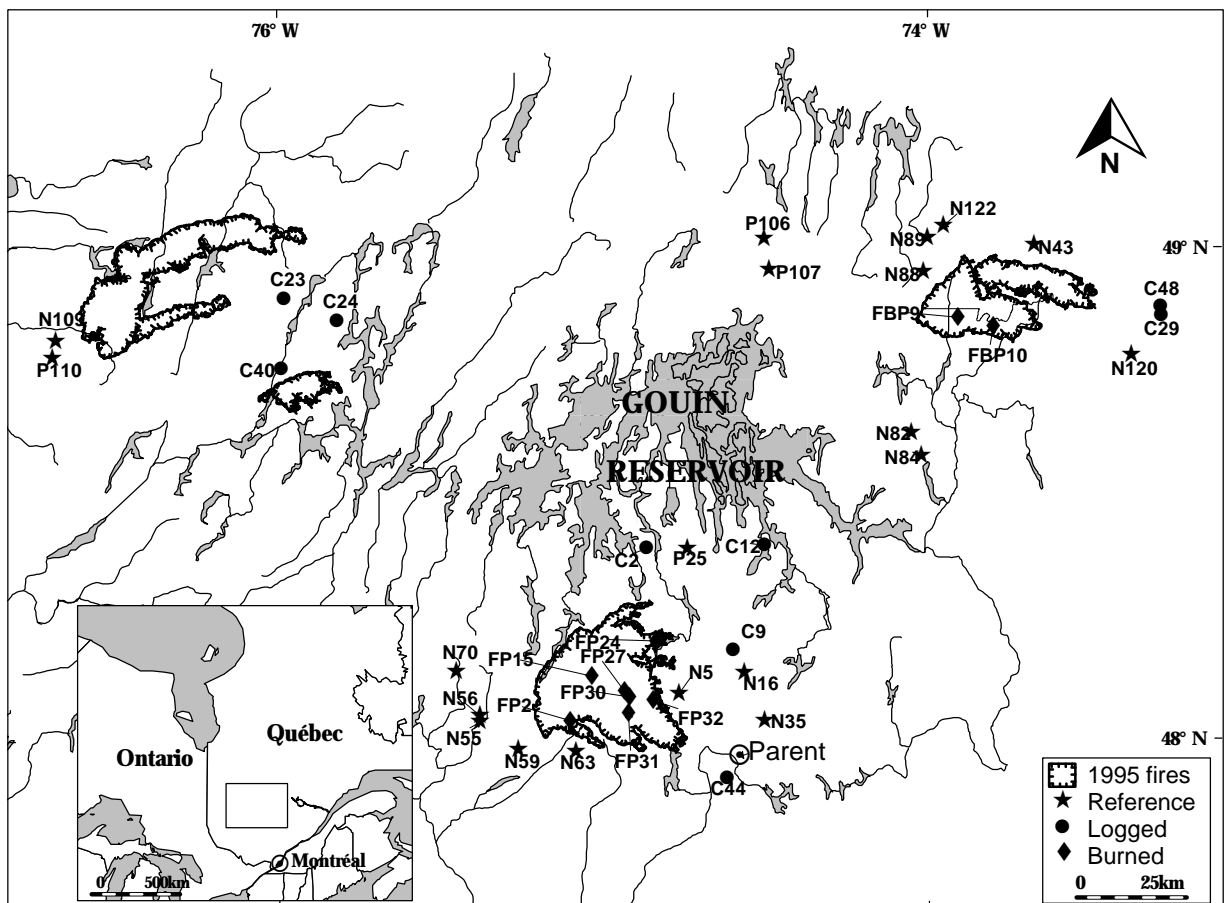 76° W
74° W
N
N122
P106
N89
N43
49° N
P107
N88
C23
C48
C24
FBP9
C29
N109
FBP10
P110
C40
N120
GOUIN
N82
RESERVOIR
N84
C2
P25
C12
C9
FP24
N70
FP15
FP27
N5
N16
N56
FP30
FP2
FP32
N35
N55
Québec
Ontario
48° N
N59
N63
FP31
Parent
C44
1995 fires
Reference
Logged
Burned
Montréal
0 500km
0 25km